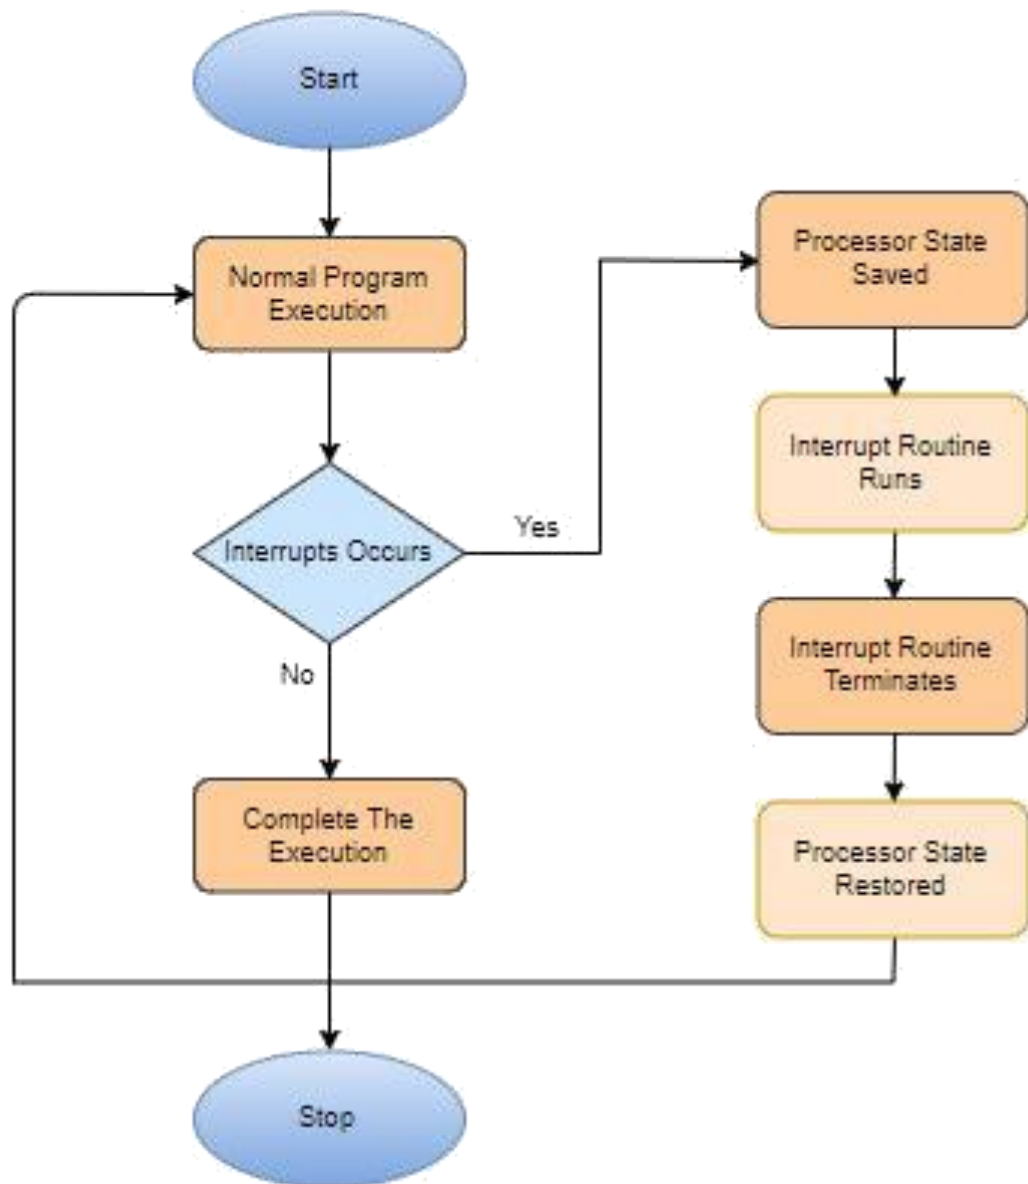 Start
Normal Program
Execution
Interrupts Occurs
Yes
No
Complete The
Execution
Stop
Processor State
Saved
Interrupt Routine
Runs
Interrupt Routine
Terminates
Processor State
Restored